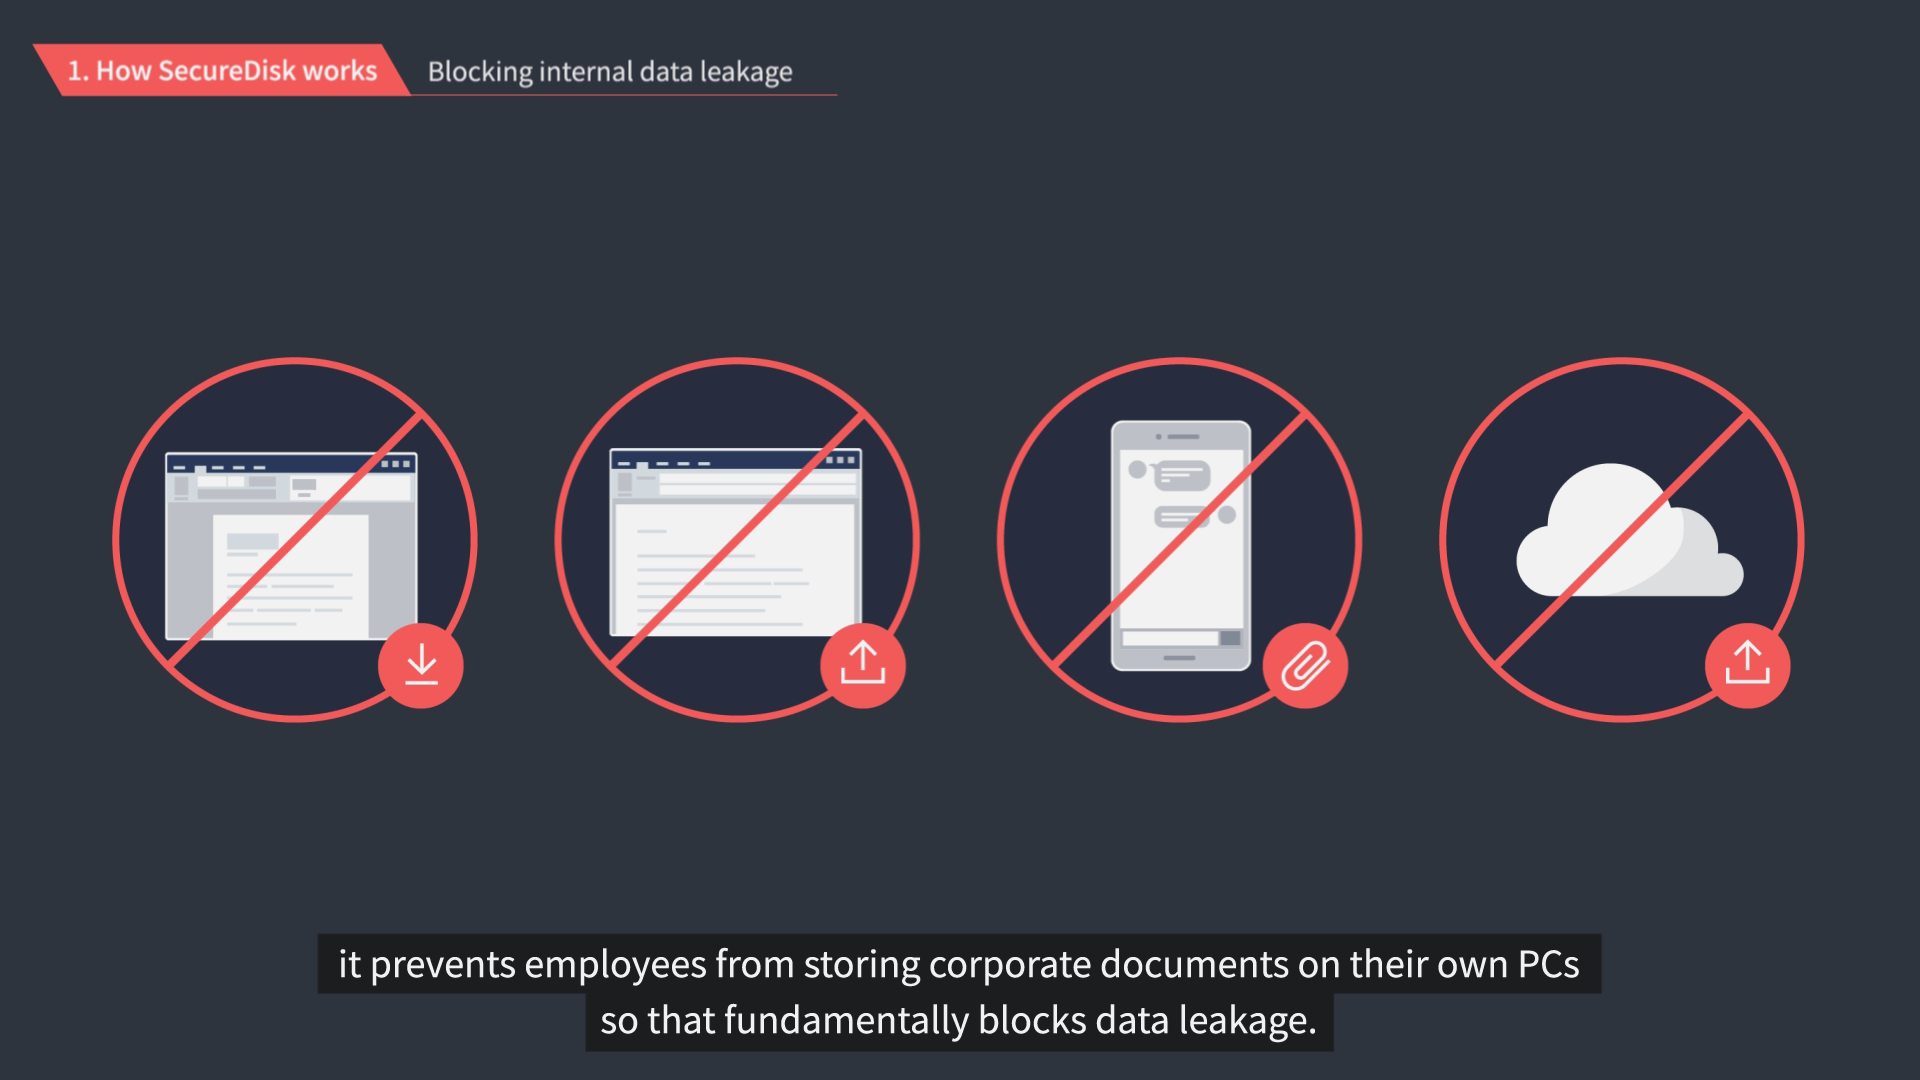 1. How SecureDisk works
Blocking internal data leakage
it prevents employees from storing corporate documents on their own PCs
so that fundamentally blocks data leakage.